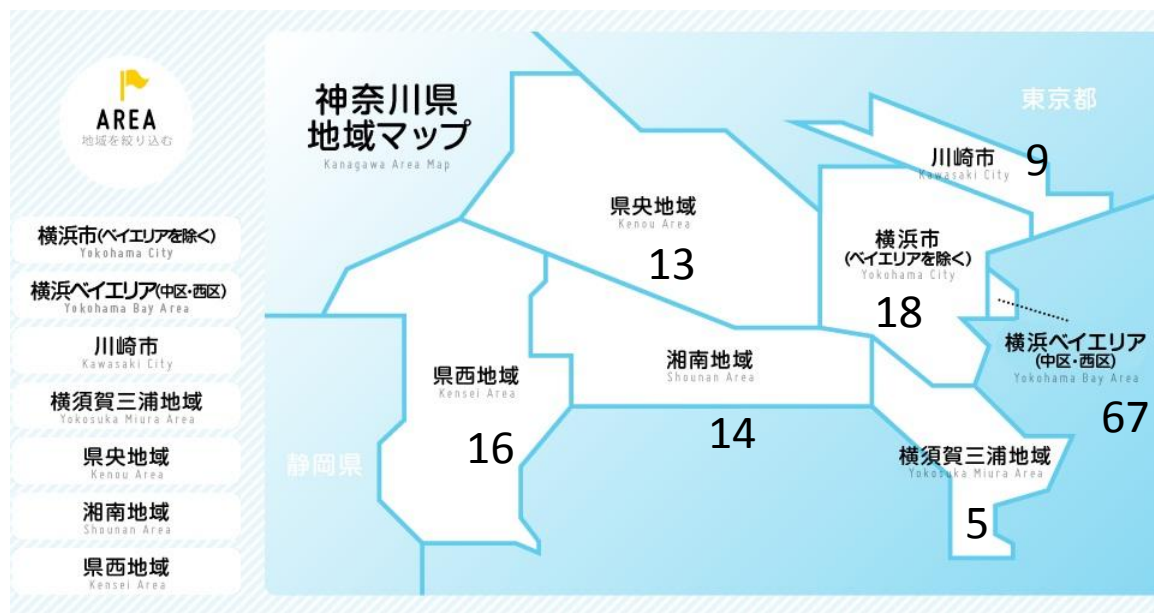 AREA
地域を絞り込む
横浜市(ベイエリアを除く)
Yokohama City
横浜ベイエリア(中区・西区)
Yokohama Bay Area
川崎市
Kawasaki City
横須賀三浦地域
Yokosuka Miura Area
県央地域
Kenou Area
湘南地域
Shounan Area
県西地域
Kensei Area
神奈川県
地域マップ
Kanagawa Area Map
東京都
川崎市
Kawasaki City
9
県央地域
Kenou Area
13
横浜市
(ベイエリアを除く)
Yokohama City
18
横浜ベイエリア
(中区・西区)
Yokohama Bay Area
67
湘南地域
Shounan Area
14
県西地域
Kensei Area
16
静岡県
横須賀三浦地域
Yokosuka Miura Area
5